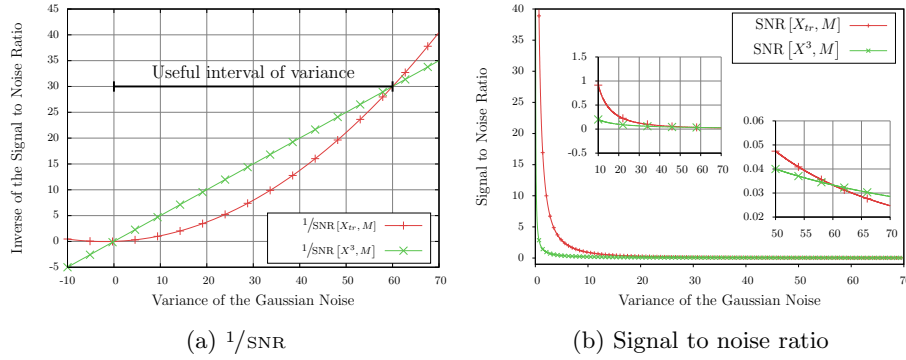 45
40
35
30
25
20
15
10
5
0
-5
-10 0 10 20 30 40 50 60 70
Inverse of the Signal to Noise Ratio
Variance of the Gaussian Noise
Useful interval of variance
1/SNR [X_tr, M]
1/SNR [X^3, M]
(a) 1/SNR
40
35
30
25
20
15
10
5
0
0 10 20 30 40 50 60 70
Signal to Noise Ratio
Variance of the Gaussian Noise
SNR [X_tr, M]
SNR [X^3, M]
1.5
1
0.5
0
-0.5
10 20 30 40 50 60 70
0.06
0.05
0.04
0.03
0.02
50 55 60 65 70
(b) Signal to noise ratio